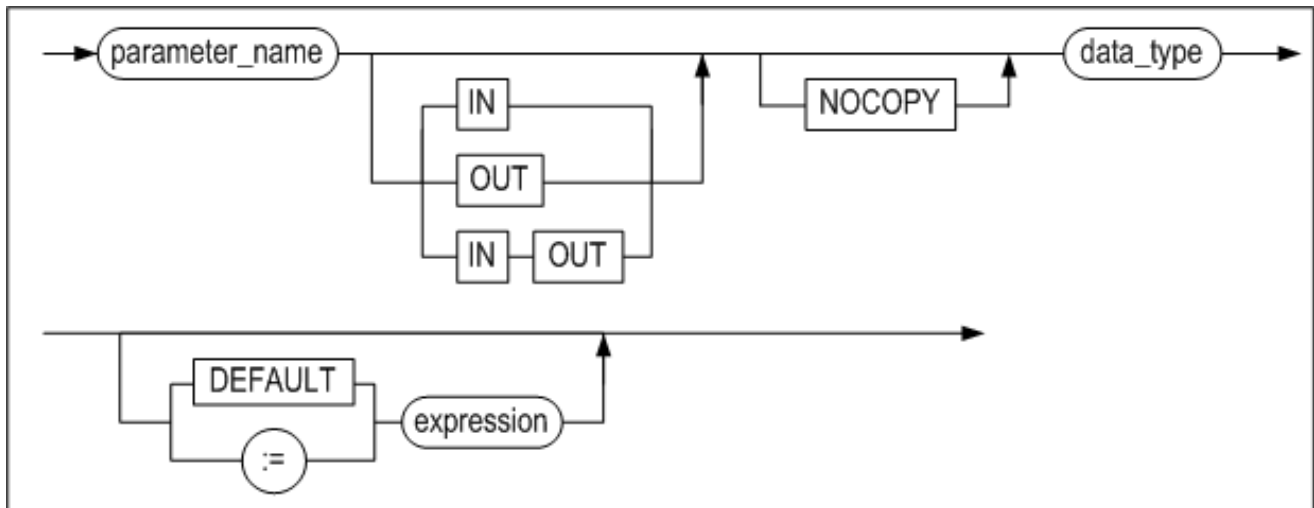 parameter_name data_type
IN NOCOPY
OUT
IN OUT
DEFAULT
expression
:=